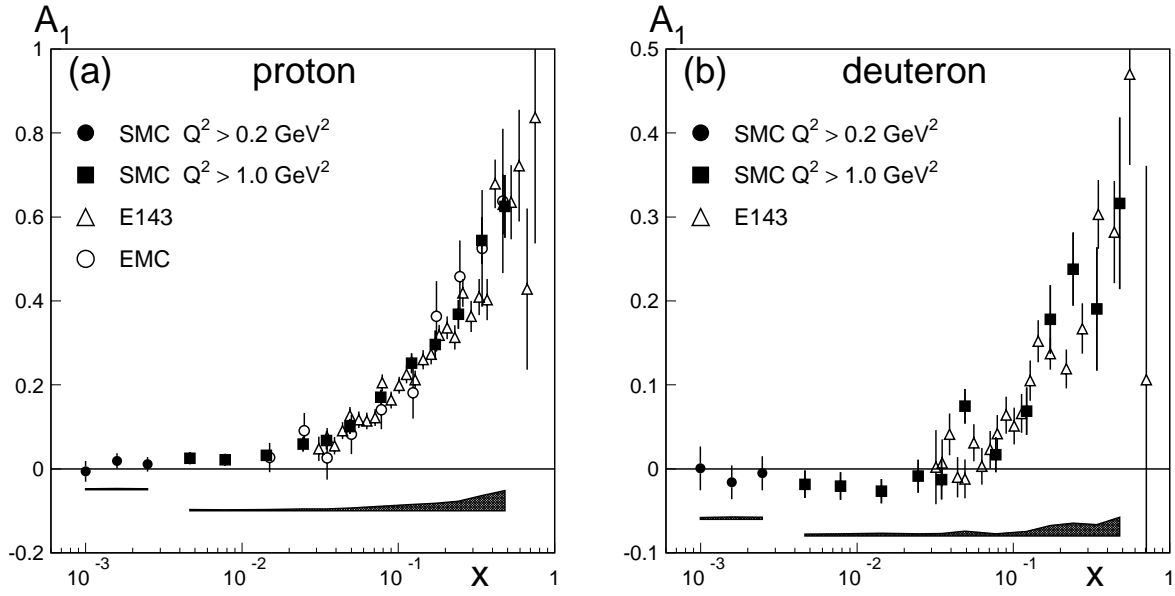 A₁
(a) proton
1
0.8
0.6
0.4
0.2
0
-0.2
SMC Q² > 0.2 GeV²
SMC Q² > 1.0 GeV²
E143
EMC
10⁻³ 10⁻² 10⁻¹ x 1
A₁
(b) deuteron
0.5
0.4
0.3
0.2
0.1
0
-0.1
SMC Q² > 0.2 GeV²
SMC Q² > 1.0 GeV²
E143
10⁻³ 10⁻² 10⁻¹ x 1